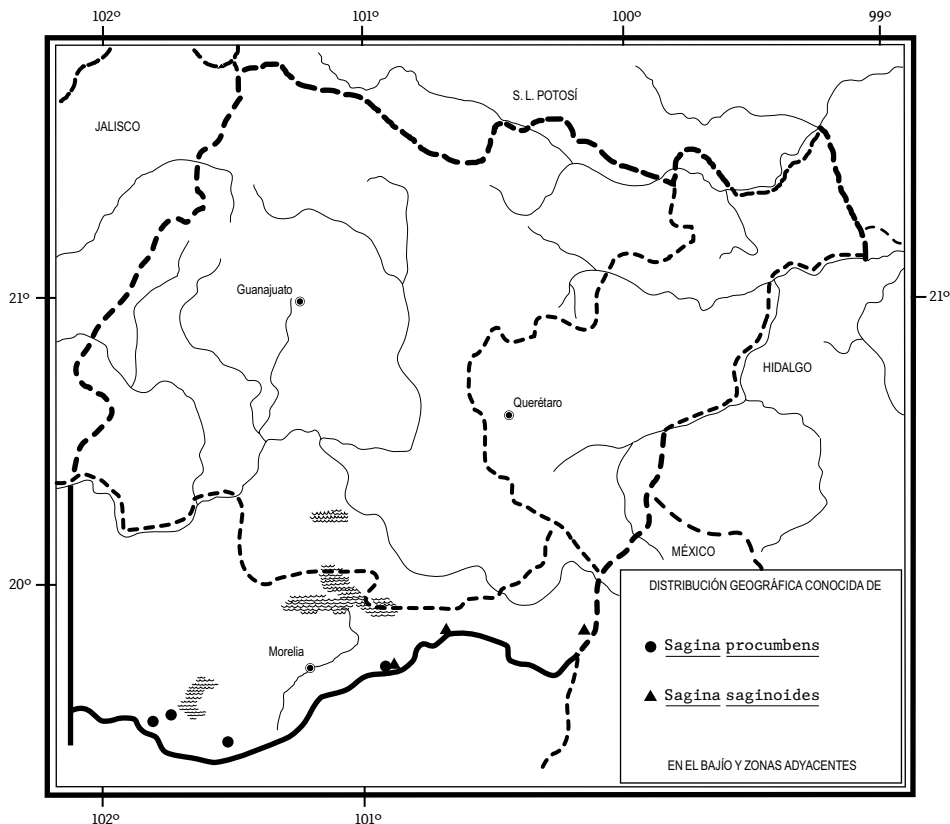 102º 101º 100º 99º
S. L. POTOSÍ
JALISCO
Guanajuato
21º 21º
HIDALGO
Querétaro
MÉXICO
20º
DISTRIBUCIÓN GEOGRÁFICA CONOCIDA DE
Sagina procumbens
Morelia
Sagina saginoides
EN EL BAJÍO Y ZONAS ADYACENTES
102º 101º